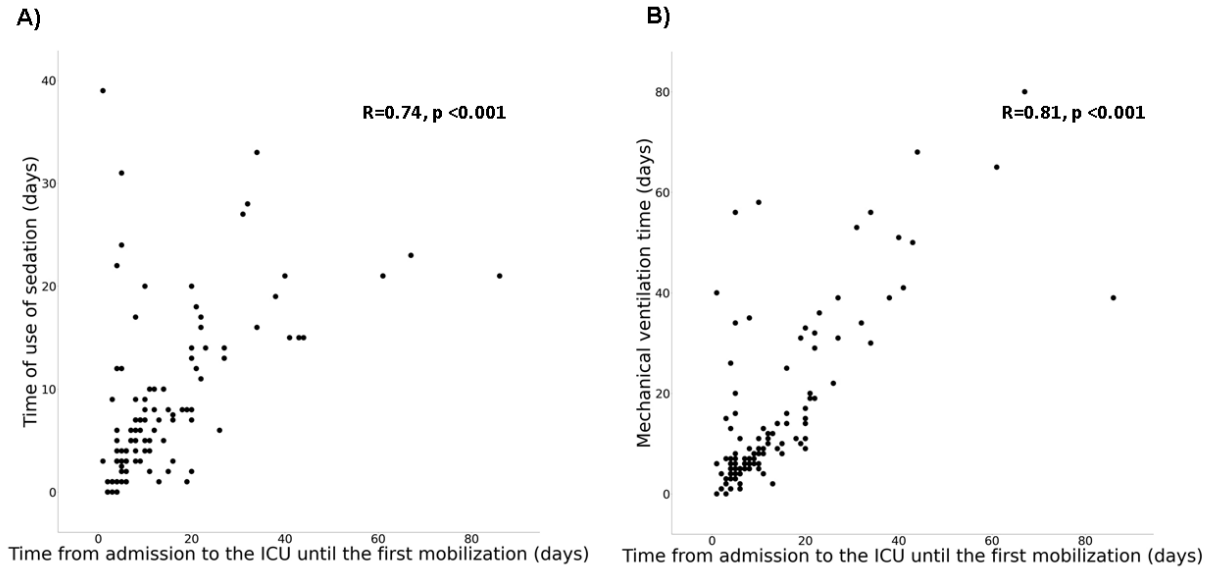 A)
B)
R=0.74, p <0.001
R=0.81, p <0.001
Time of use of sedation (days)
40
30
20
10
0
0 20 40 60 80
Time from admission to the ICU until the first mobilization (days)
Mechanical ventilation time (days)
80
60
40
20
0
0 20 40 60 80
Time from admission to the ICU until the first mobilization (days)